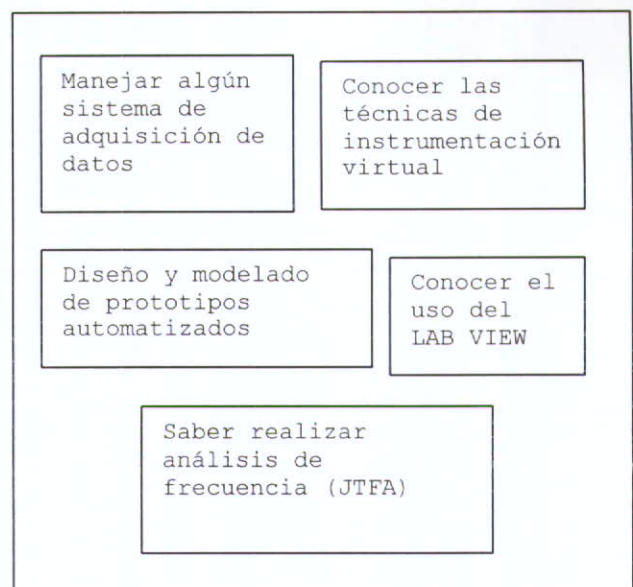 Manejar algún
sistema de
adquisición de
datos
Conocer las
técnicas de
instrumentación
virtual
Diseño y modelado
de prototipos
automatizados
Conocer el
uso del
LAB VIEW
Saber realizar
análisis de
frecuencia (JTFA)